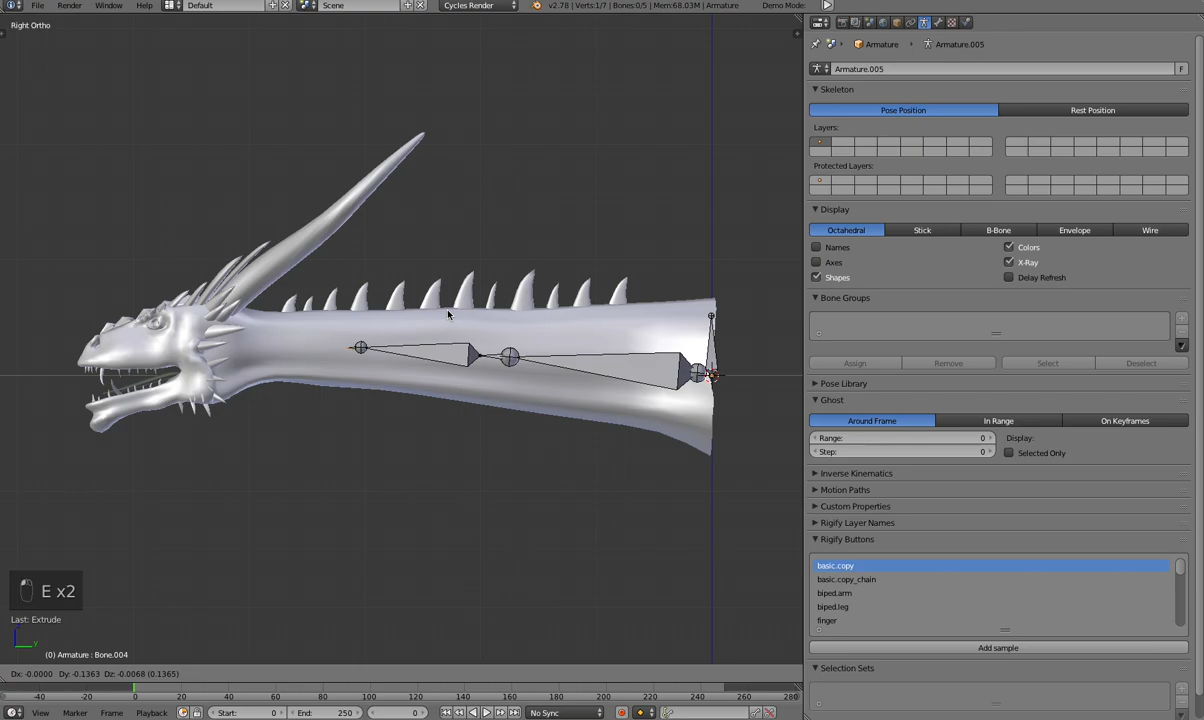 File Render Window Help Default Scene Cycles Render v2.78 | Verts:1/7 | Bones:0/5 | Mem:68.03M | Armature Demo Mode:
Right Ortho
Armature Armature.005
Armature.005 F
Skeleton
Pose Position Rest Position
Layers:
Protected Layers:
Display
Octahedral Stick B-Bone Envelope Wire
Names Colors
Axes X-Ray
Shapes Delay Refresh
Bone Groups
Assign Remove Select Deselect
Pose Library
Ghost
Around Frame In Range On Keyframes
Range: 0 Display:
Step: 0 Selected Only
Inverse Kinematics
Motion Paths
Custom Properties
Rigify Layer Names
Rigify Buttons
basic.copy
basic.copy_chain
biped.arm
biped.leg
finger
Add sample
Selection Sets
E x2
Last: Extrude
z
y
(0) Armature : Bone.004
Dx: -0.0000 Dy: -0.1363 Dz: -0.0068 (0.1365)
-40 -20 0 20 40 60 80 100 120 140 160 180 200 220 240 260 280
View Marker Frame Playback Start: 0 End: 250 0 No Sync